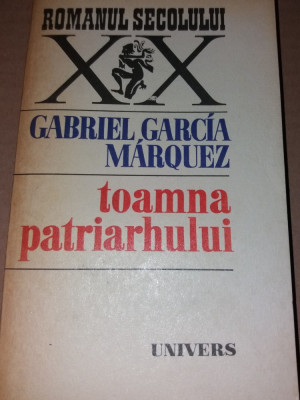 ROMANUL SECOLULUI
XX
GABRIEL GARCÍA
MÁRQUEZ
toamna
patriarhului
UNIVERS